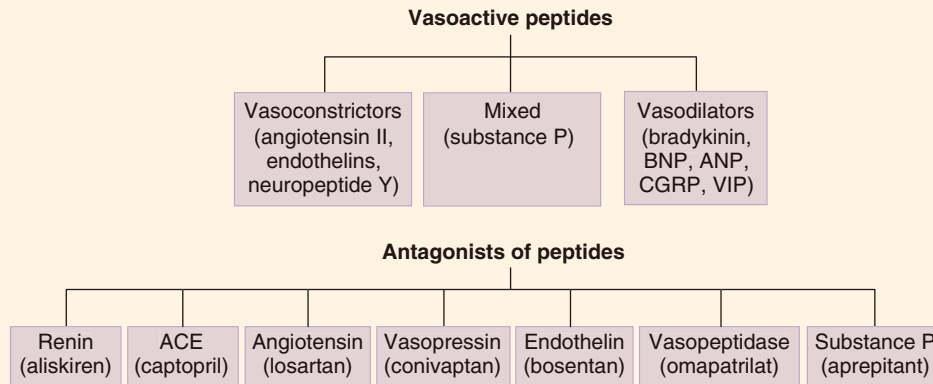 Vasoactive peptides
Vasoconstrictors
(angiotensin II,
endothelins,
neuropeptide Y)
Mixed
(substance P)
Vasodilators
(bradykinin,
BNP, ANP,
CGRP, VIP)
Antagonists of peptides
Renin
(aliskiren)
ACE
(captopril)
Angiotensin
(losartan)
Vasopressin
(conivaptan)
Endothelin
(bosentan)
Vasopeptidase
(omapatrilat)
Substance P
(aprepitant)